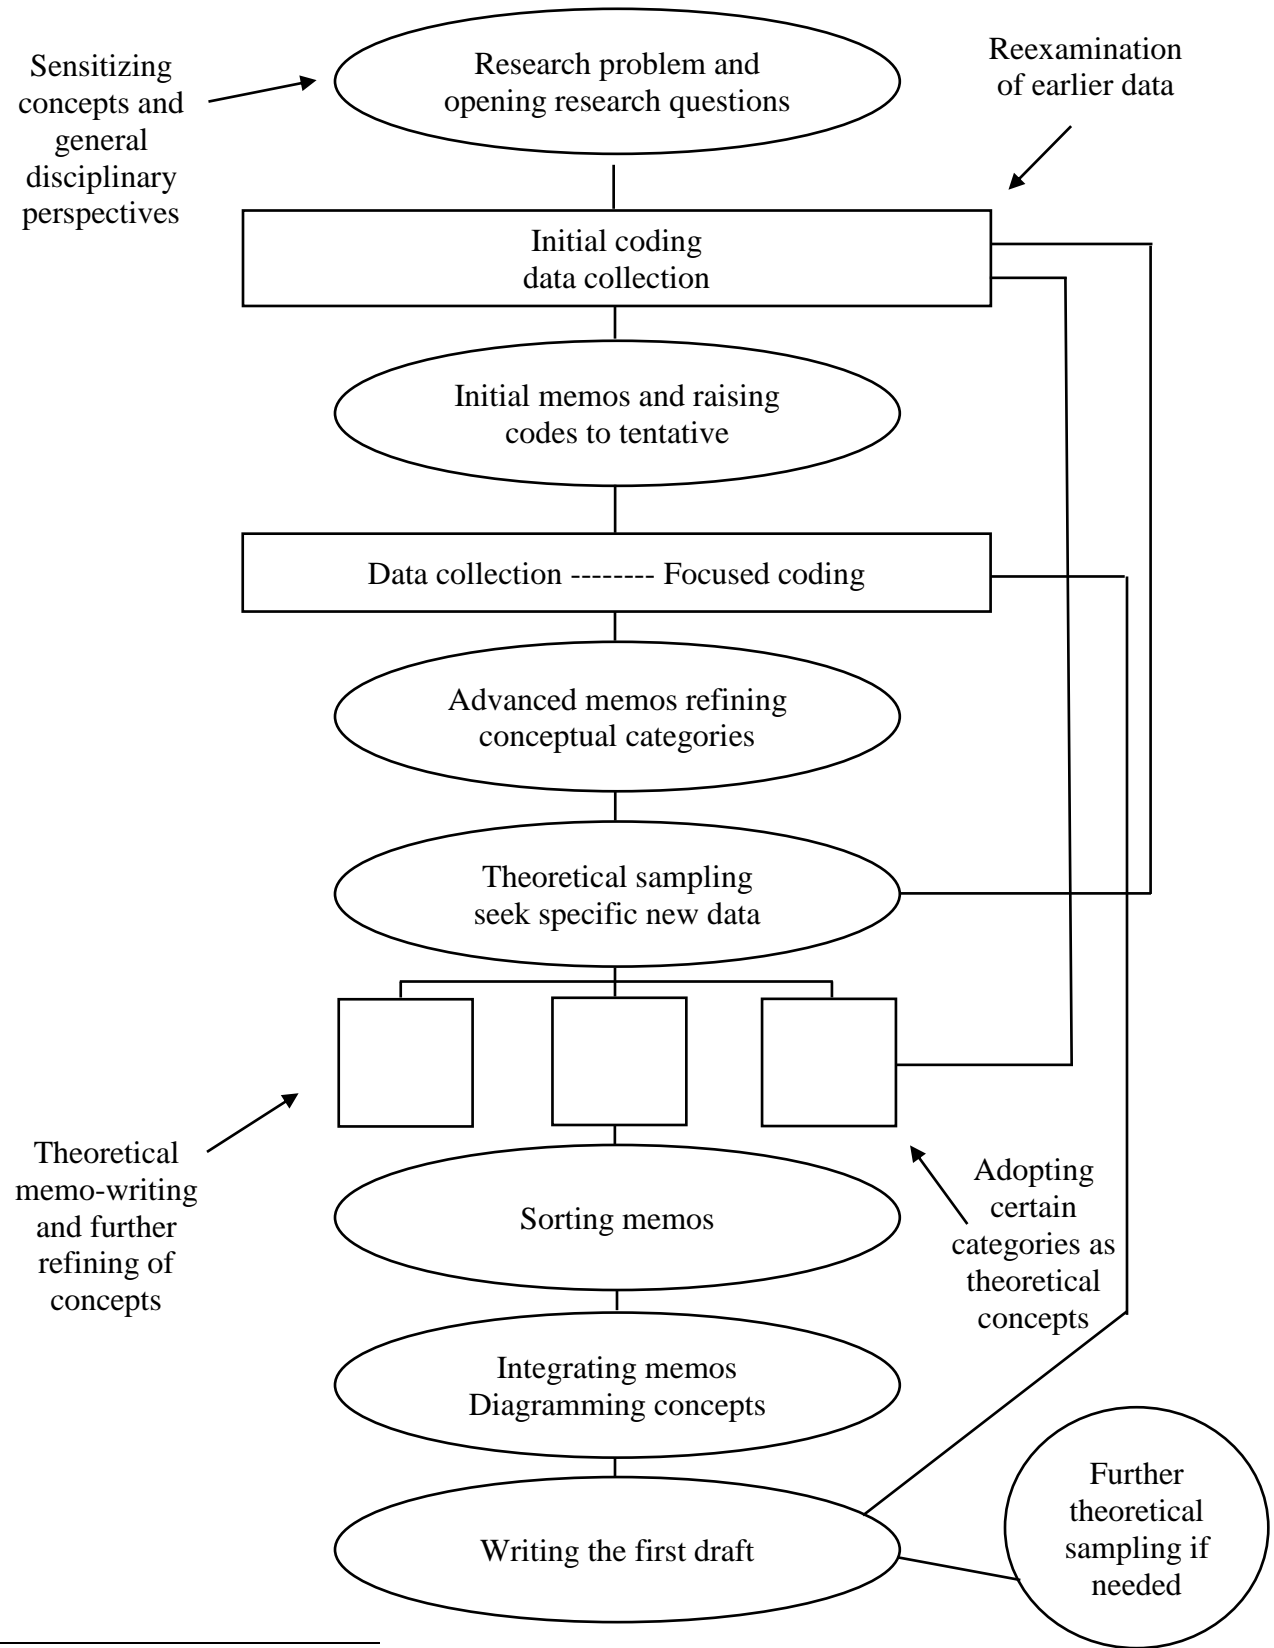 Sensitizing
concepts and
general
disciplinary
perspectives
Research problem and
opening research questions
Reexamination
of earlier data
Initial coding
data collection
Initial memos and raising
codes to tentative
Data collection -------- Focused coding
Advanced memos refining
conceptual categories
Theoretical sampling
seek specific new data
Theoretical
memo-writing
and further
refining of
concepts
Adopting
certain
categories as
theoretical
concepts
Sorting memos
Integrating memos
Diagramming concepts
Writing the first draft
Further
theoretical
sampling if
needed